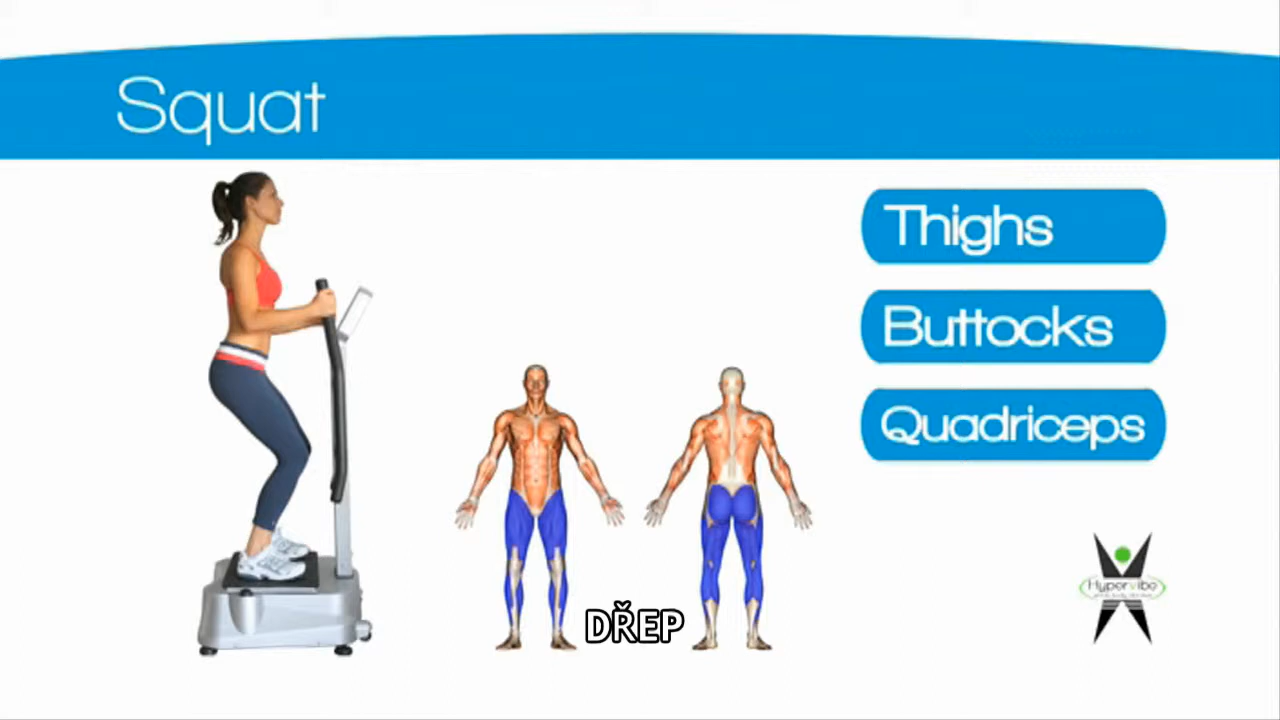 Squat
Thighs
Buttocks
Quadriceps
Hypervibe
DŘEP